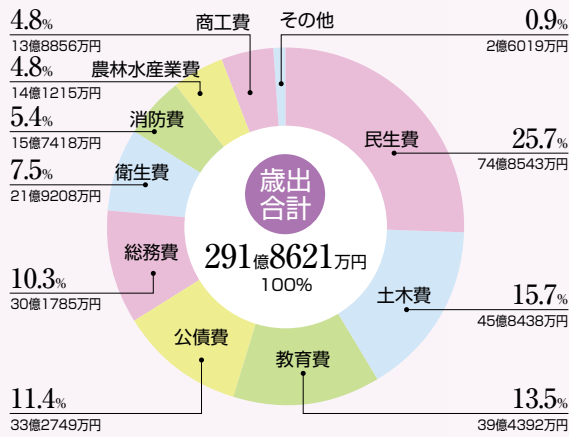 4.8%
13億8856万円
商工費
その他
0.9%
2億6019万円
4.8%
14億1215万円
農林水産業費
5.4%
15億7418万円
消防費
民生費
25.7%
74億8543万円
7.5%
21億9208万円
衛生費
歳出
合計
291億8621万円
100%
総務費
10.3%
30億1785万円
土木費
15.7%
45億8438万円
公債費
教育費
11.4%
33億2749万円
13.5%
39億4392万円